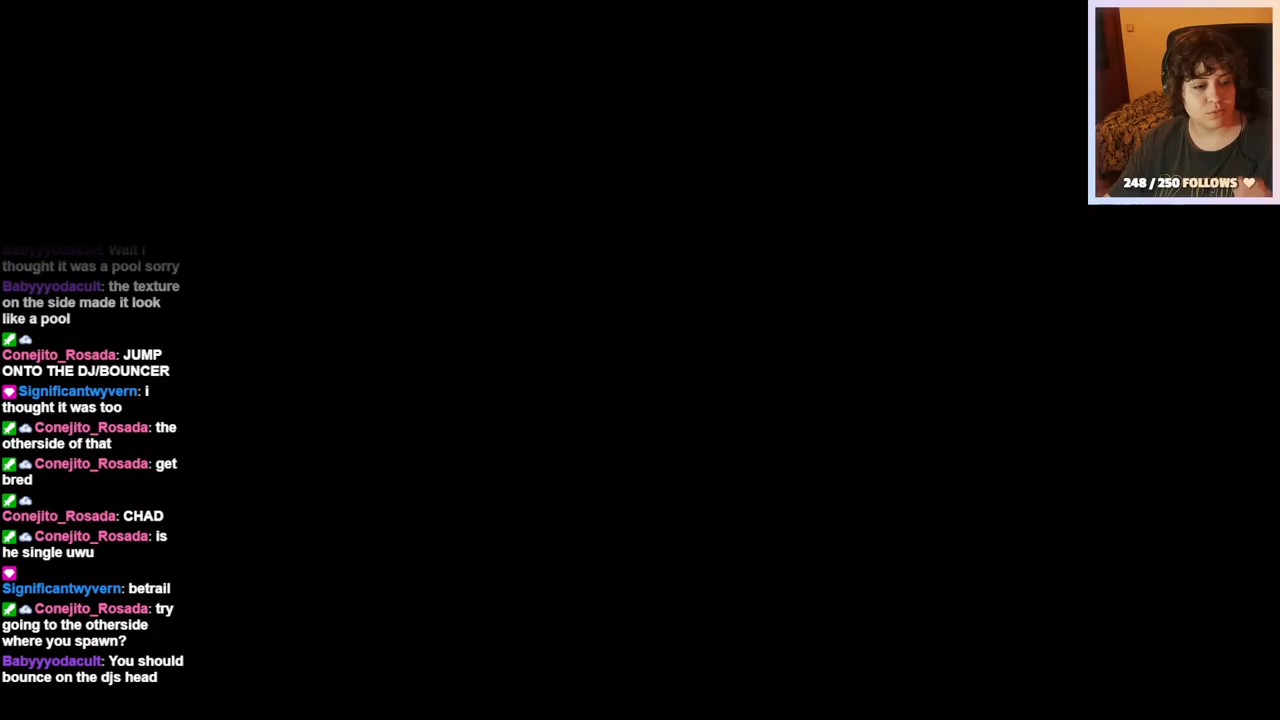 248 / 250 FOLLOWS
Babyyyodacult: Wait i
thought it was a pool sorry
Babyyyodacult: the texture
on the side made it look
like a pool
Conejito_Rosada: JUMP
ONTO THE DJ/BOUNCER
Significantwyvern: i
thought it was too
Conejito_Rosada: the
otherside of that
Conejito_Rosada: get
bred
Conejito_Rosada: CHAD
Conejito_Rosada: is
he single uwu
Significantwyvern: betrail
Conejito_Rosada: try
going to the otherside
where you spawn?
Babyyyodacult: You should
bounce on the djs head